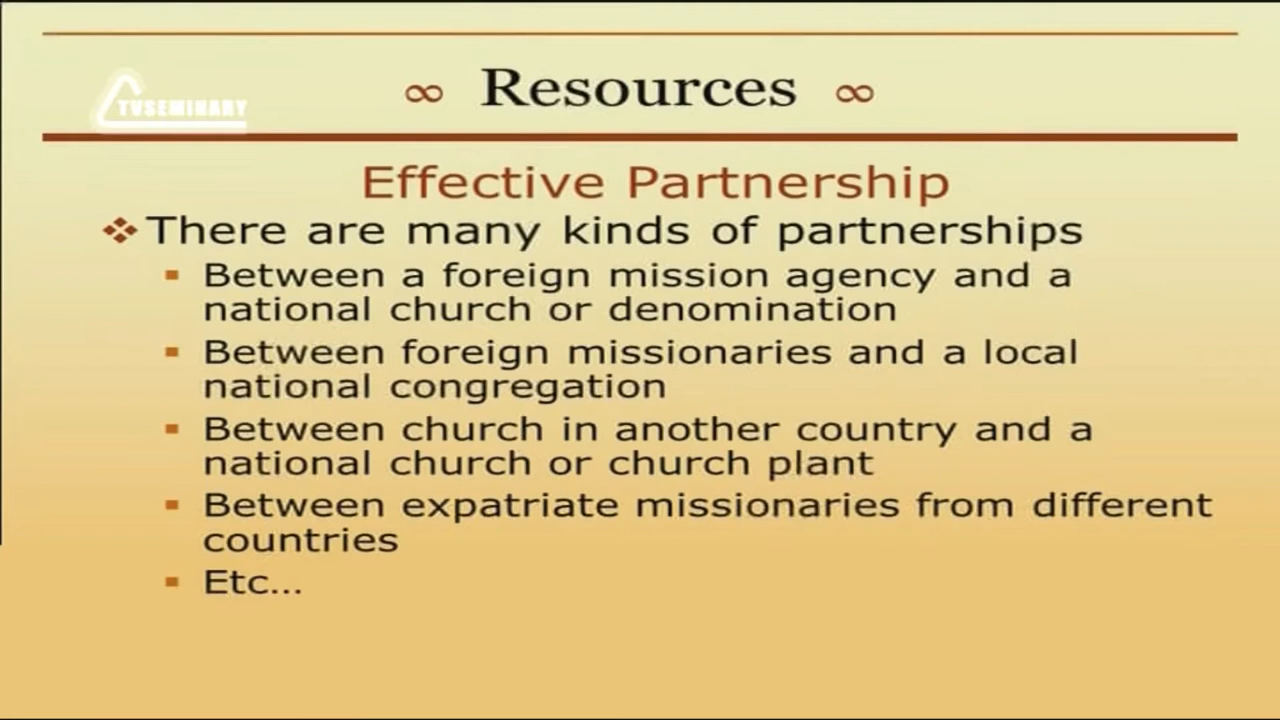 TVSEMINARY
∞ Resources ∞
Effective Partnership
There are many kinds of partnerships
Between a foreign mission agency and a
national church or denomination
Between foreign missionaries and a local
national congregation
Between church in another country and a
national church or church plant
Between expatriate missionaries from different
countries
Etc...